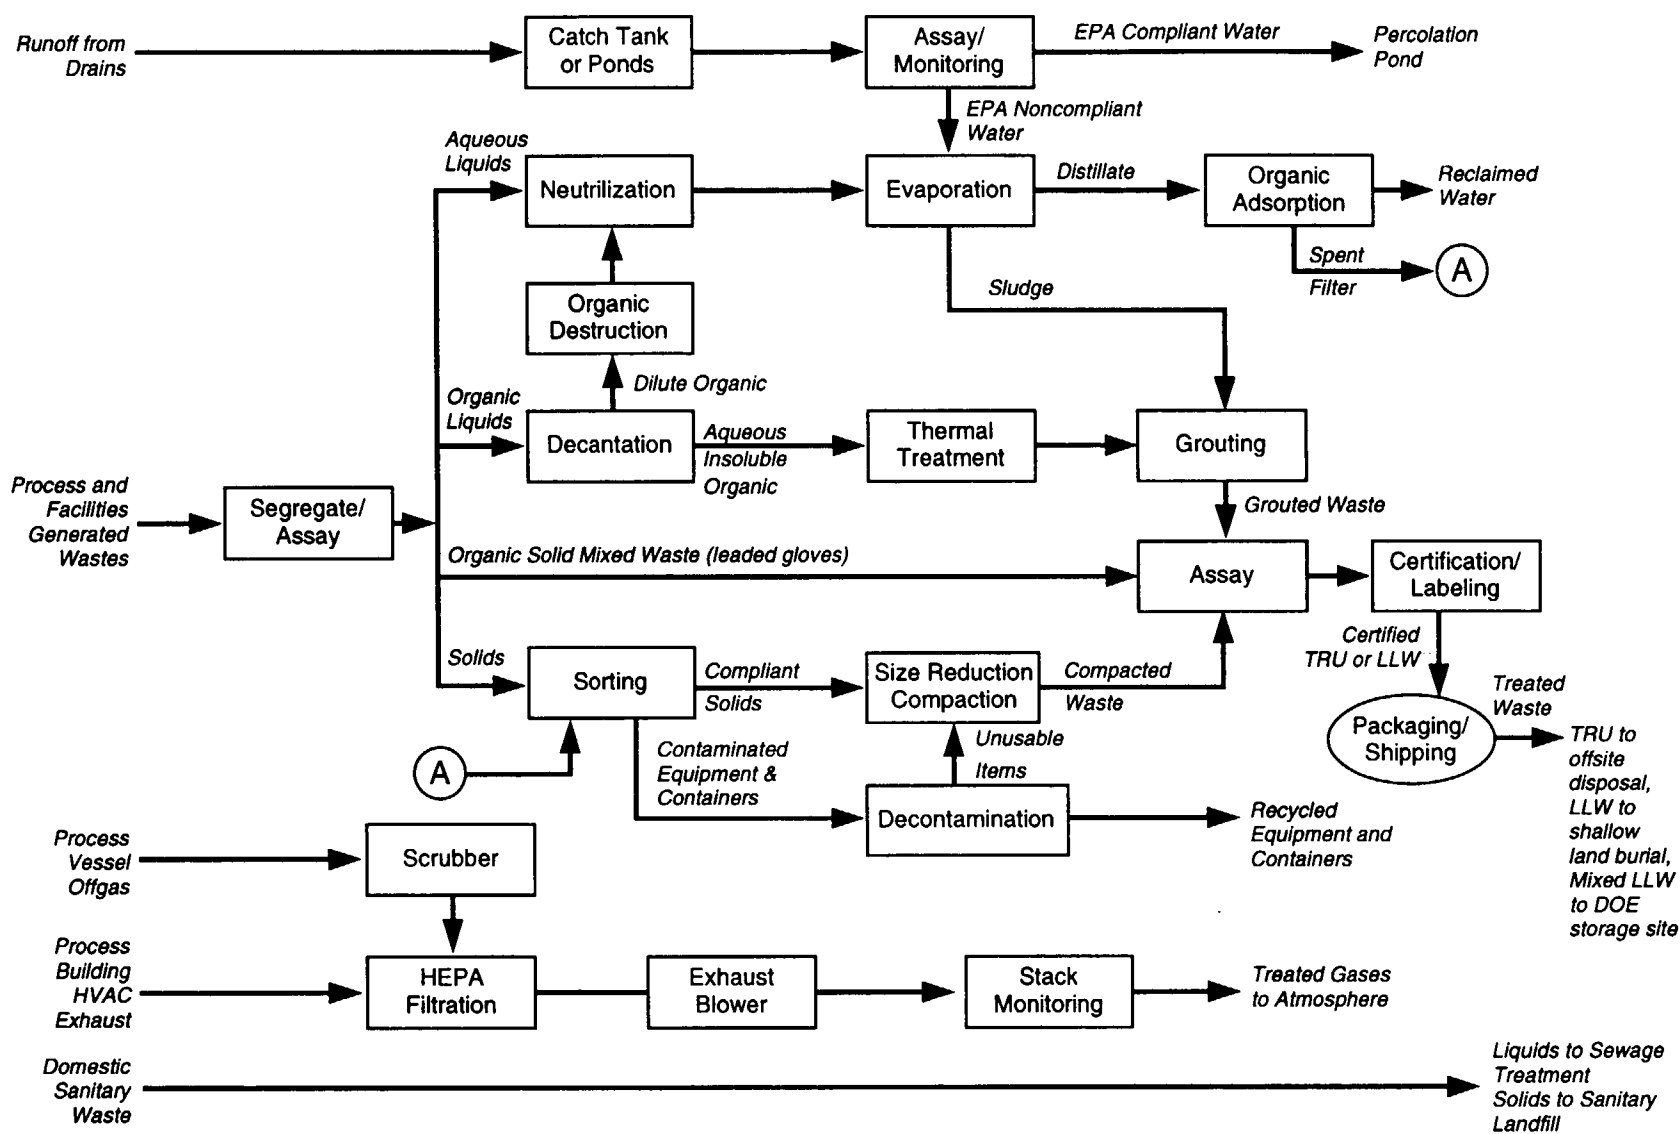 Runoff from
Drains
Catch Tank
or Ponds
Assay/
Monitoring
EPA Compliant Water
Percolation
Pond
EPA Noncompliant
Water
Aqueous
Liquids
Neutrilization
Evaporation
Distillate
Organic
Adsorption
Reclaimed
Water
Spent
Filter
A
Sludge
Organic
Destruction
Dilute Organic
Organic
Liquids
Decantation
Aqueous
Insoluble
Organic
Thermal
Treatment
Grouting
Grouted Waste
Process and
Facilities
Generated
Wastes
Segregate/
Assay
Organic Solid Mixed Waste (leaded gloves)
Assay
Certification/
Labeling
Certified
TRU or LLW
Solids
Sorting
Compliant
Solids
Size Reduction
Compaction
Compacted
Waste
Packaging/
Shipping
Treated
Waste
TRU to
offsite
disposal,
LLW to
shallow
land burial,
Mixed LLW
to DOE
storage site
A
Contaminated
Equipment &
Containers
Unusable
Items
Decontamination
Recycled
Equipment and
Containers
Process
Vessel
Offgas
Scrubber
Process
Building
HVAC
Exhaust
HEPA
Filtration
Exhaust
Blower
Stack
Monitoring
Treated Gases
to Atmosphere
Domestic
Sanitary
Waste
Liquids to Sewage
Treatment
Solids to Sanitary
Landfill